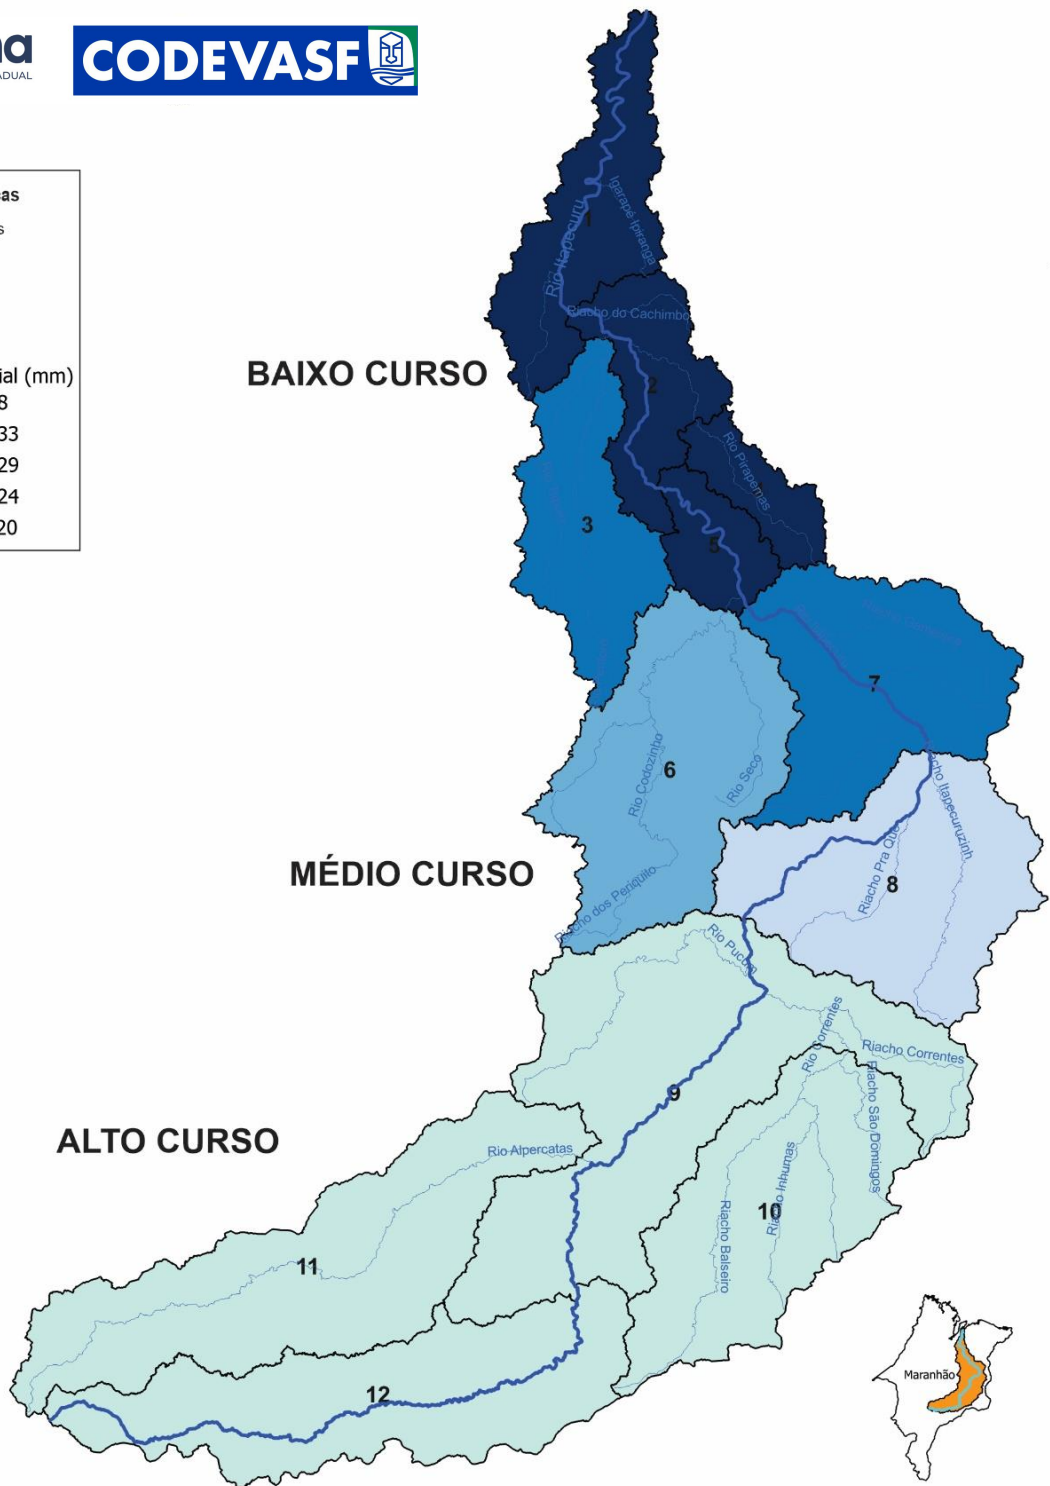 CODEVASF
ADUAL
BAIXO CURSO
MÉDIO CURSO
ALTO CURSO
ial (mm)
8
33
29
24
20
1
2
3
5
6
7
8
9
10
11
12
Rio Itapecuru
Igarapé Ipiranga
Riacho do Cachimbo
Rio Pirapemas
Rio Codozinho
Rio Seco
Riacho dos Periquito
acho Itapecuruzinh
Riacho Pra Que
Rio Pucum
Rio Correntes
Riacho Correntes
Riacho São Domingos
Rio Alpercatas
Riacho Inhumas
Riacho Balseiro
Maranhão